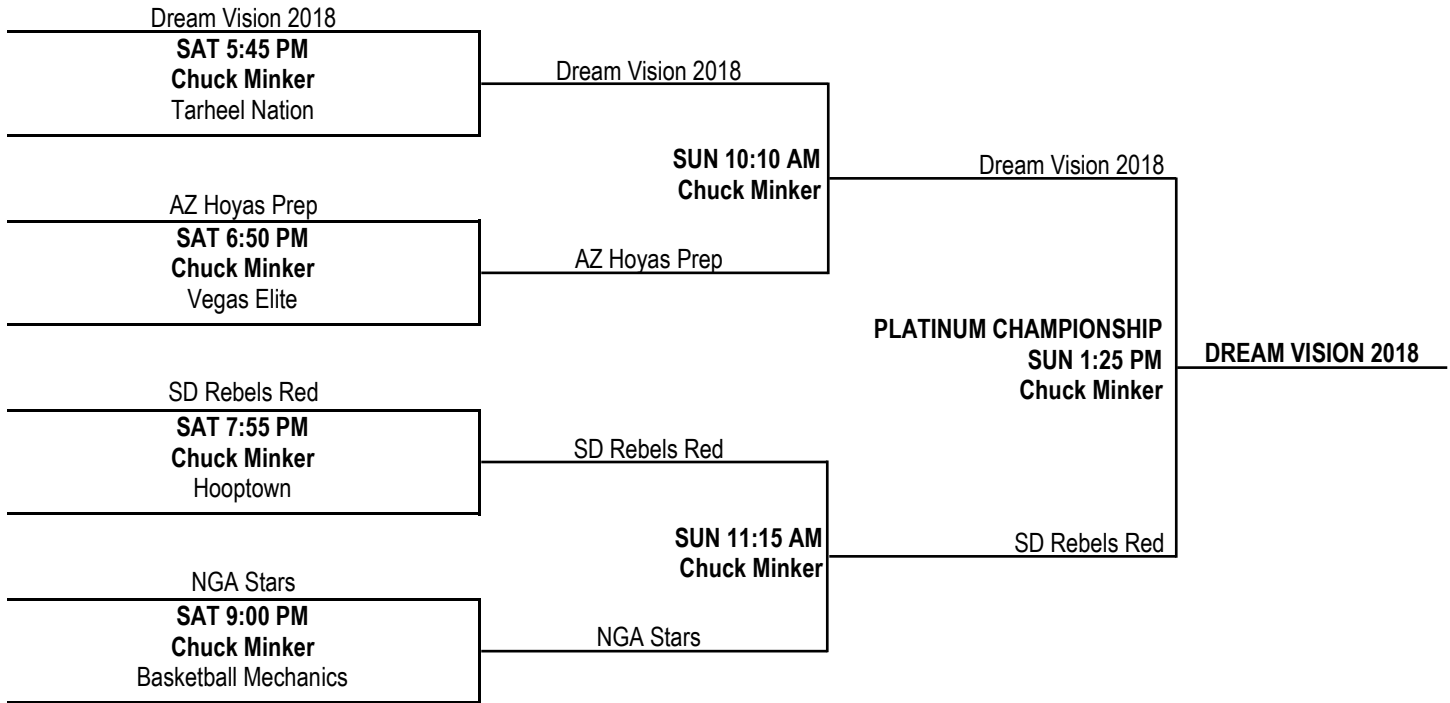 Dream Vision 2018
SAT 5:45 PM
Chuck Minker
Tarheel Nation
AZ Hoyas Prep
SAT 6:50 PM
Chuck Minker
Vegas Elite
SD Rebels Red
SAT 7:55 PM
Chuck Minker
Hooptown
NGA Stars
SAT 9:00 PM
Chuck Minker
Basketball Mechanics
Dream Vision 2018
SUN 10:10 AM
Chuck Minker
AZ Hoyas Prep
SD Rebels Red
SUN 11:15 AM
Chuck Minker
NGA Stars
Dream Vision 2018
PLATINUM CHAMPIONSHIP
SUN 1:25 PM
Chuck Minker
SD Rebels Red
DREAM VISION 2018